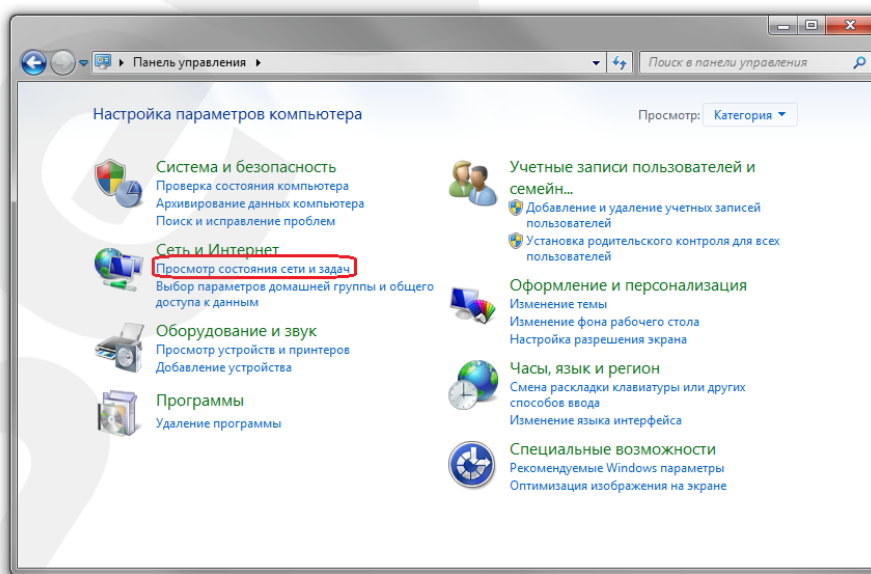 Панель управления
Поиск в панели управления
Настройка параметров компьютера
Просмотр: Категория
Система и безопасность
Проверка состояния компьютера
Архивирование данных компьютера
Поиск и исправление проблем
Сеть и Интернет
Просмотр состояния сети и задач
Выбор параметров домашней группы и общего
доступа к данным
Оборудование и звук
Просмотр устройств и принтеров
Добавление устройства
Программы
Удаление программы
Учетные записи пользователей и
семейн...
Добавление и удаление учетных записей
пользователей
Установка родительского контроля для всех
пользователей
Оформление и персонализация
Изменение темы
Изменение фона рабочего стола
Настройка разрешения экрана
Часы, язык и регион
Смена раскладки клавиатуры или других
способов ввода
Изменение языка интерфейса
Специальные возможности
Рекомендуемые Windows параметры
Оптимизация изображения на экране